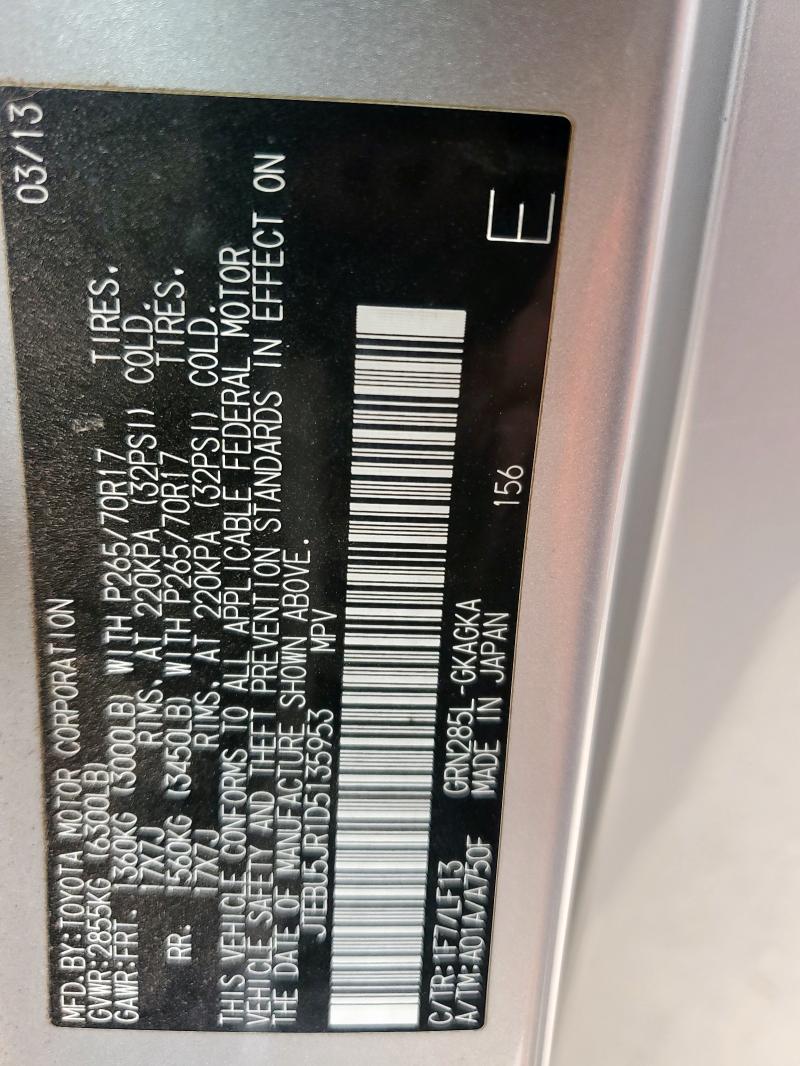 MFD.BY:TOYOTA MOTOR CORPORATION 03/13
GVWR:2855KG (6300LB)
GAWR:FRT. 1360KG (3000LB) WITH P265/70R17 TIRES,
17X7J RIMS, AT 220KPA (32PSI) COLD.
RR. 1560KG (3450LB) WITH P265/70R17 TIRES,
17X7J RIMS, AT 220KPA (32PSI) COLD.
THIS VEHICLE CONFORMS TO ALL APPLICABLE FEDERAL MOTOR
VEHICLE SAFETY AND THEFT PREVENTION STANDARDS IN EFFECT ON
THE DATE OF MANUFACTURE SHOWN ABOVE.
JTEBU5JR1D5135953 MPV
C/TR:1F7/LF13 GRN285L-GKAGKA
A/TM:A01A/A750F MADE IN JAPAN 156
E